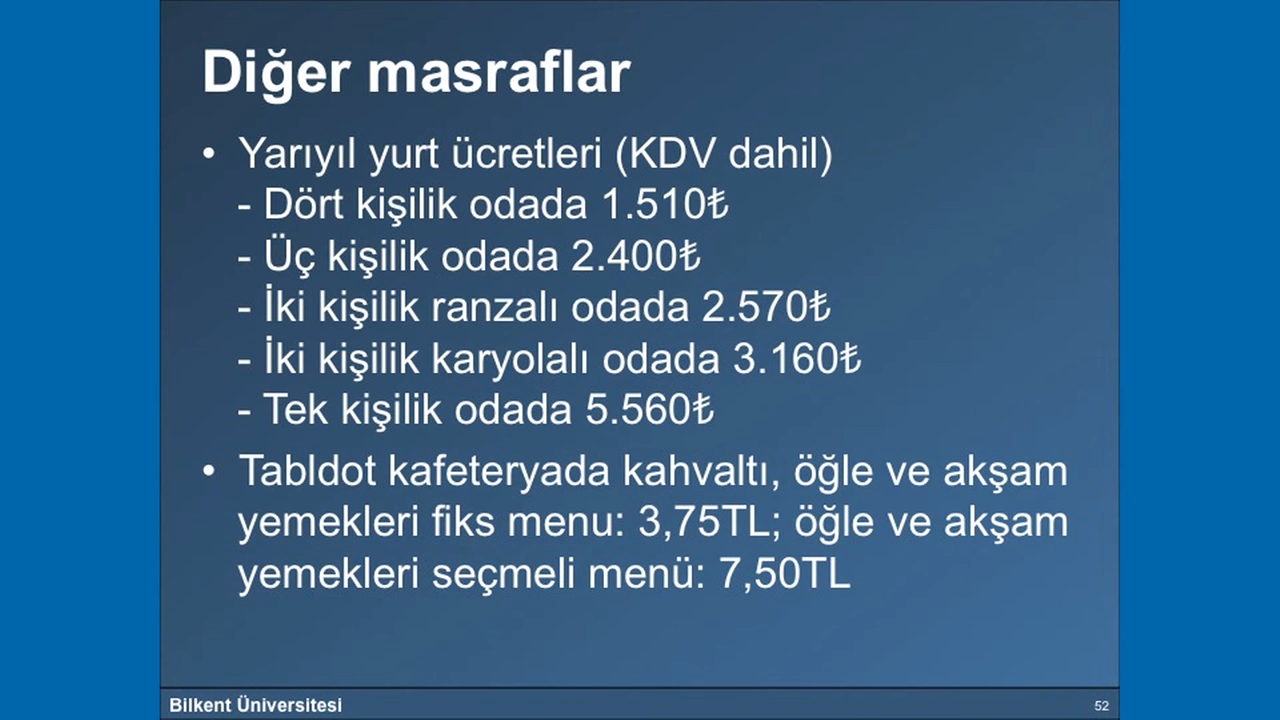 Diğer masraflar
• Yarıyıl yurt ücretleri (KDV dahil)
- Dört kişilik odada 1.510₺
- Üç kişilik odada 2.400₺
- İki kişilik ranzalı odada 2.570₺
- İki kişilik karyolalı odada 3.160₺
- Tek kişilik odada 5.560₺
• Tabldot kafeteryada kahvaltı, öğle ve akşam
yemekleri fiks menu: 3,75TL; öğle ve akşam
yemekleri seçmeli menü: 7,50TL
Bilkent Üniversitesi
52